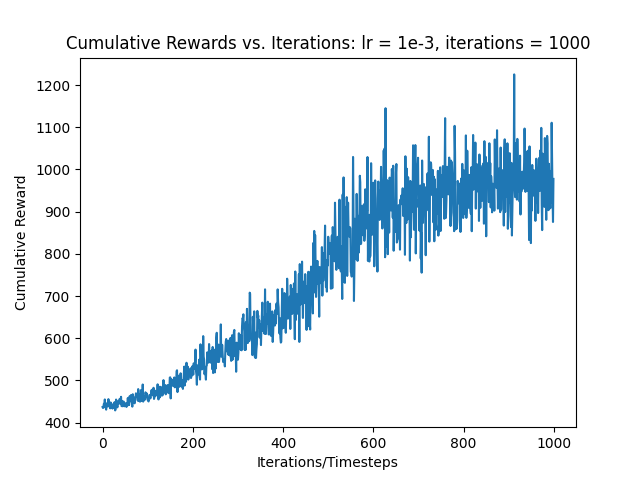 Cumulative Rewards vs. Iterations: lr = 1e-3, iterations = 1000
1200
1100
1000
900
800
700
600
500
400
Cumulative Reward
0 200 400 600 800 1000
Iterations/Timesteps